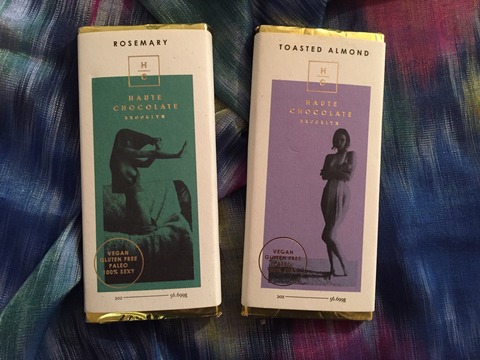 ROSEMARY
H
C
HAUTE
CHOCOLATE
BROOKLYN
VEGAN
GLUTEN FREE
PALEO
100% SEXY
2oz 56.699g
TOASTED ALMOND
H
C
HAUTE
CHOCOLATE
BROOKLYN
VEGAN
GLUTEN FREE
2oz 56.699g